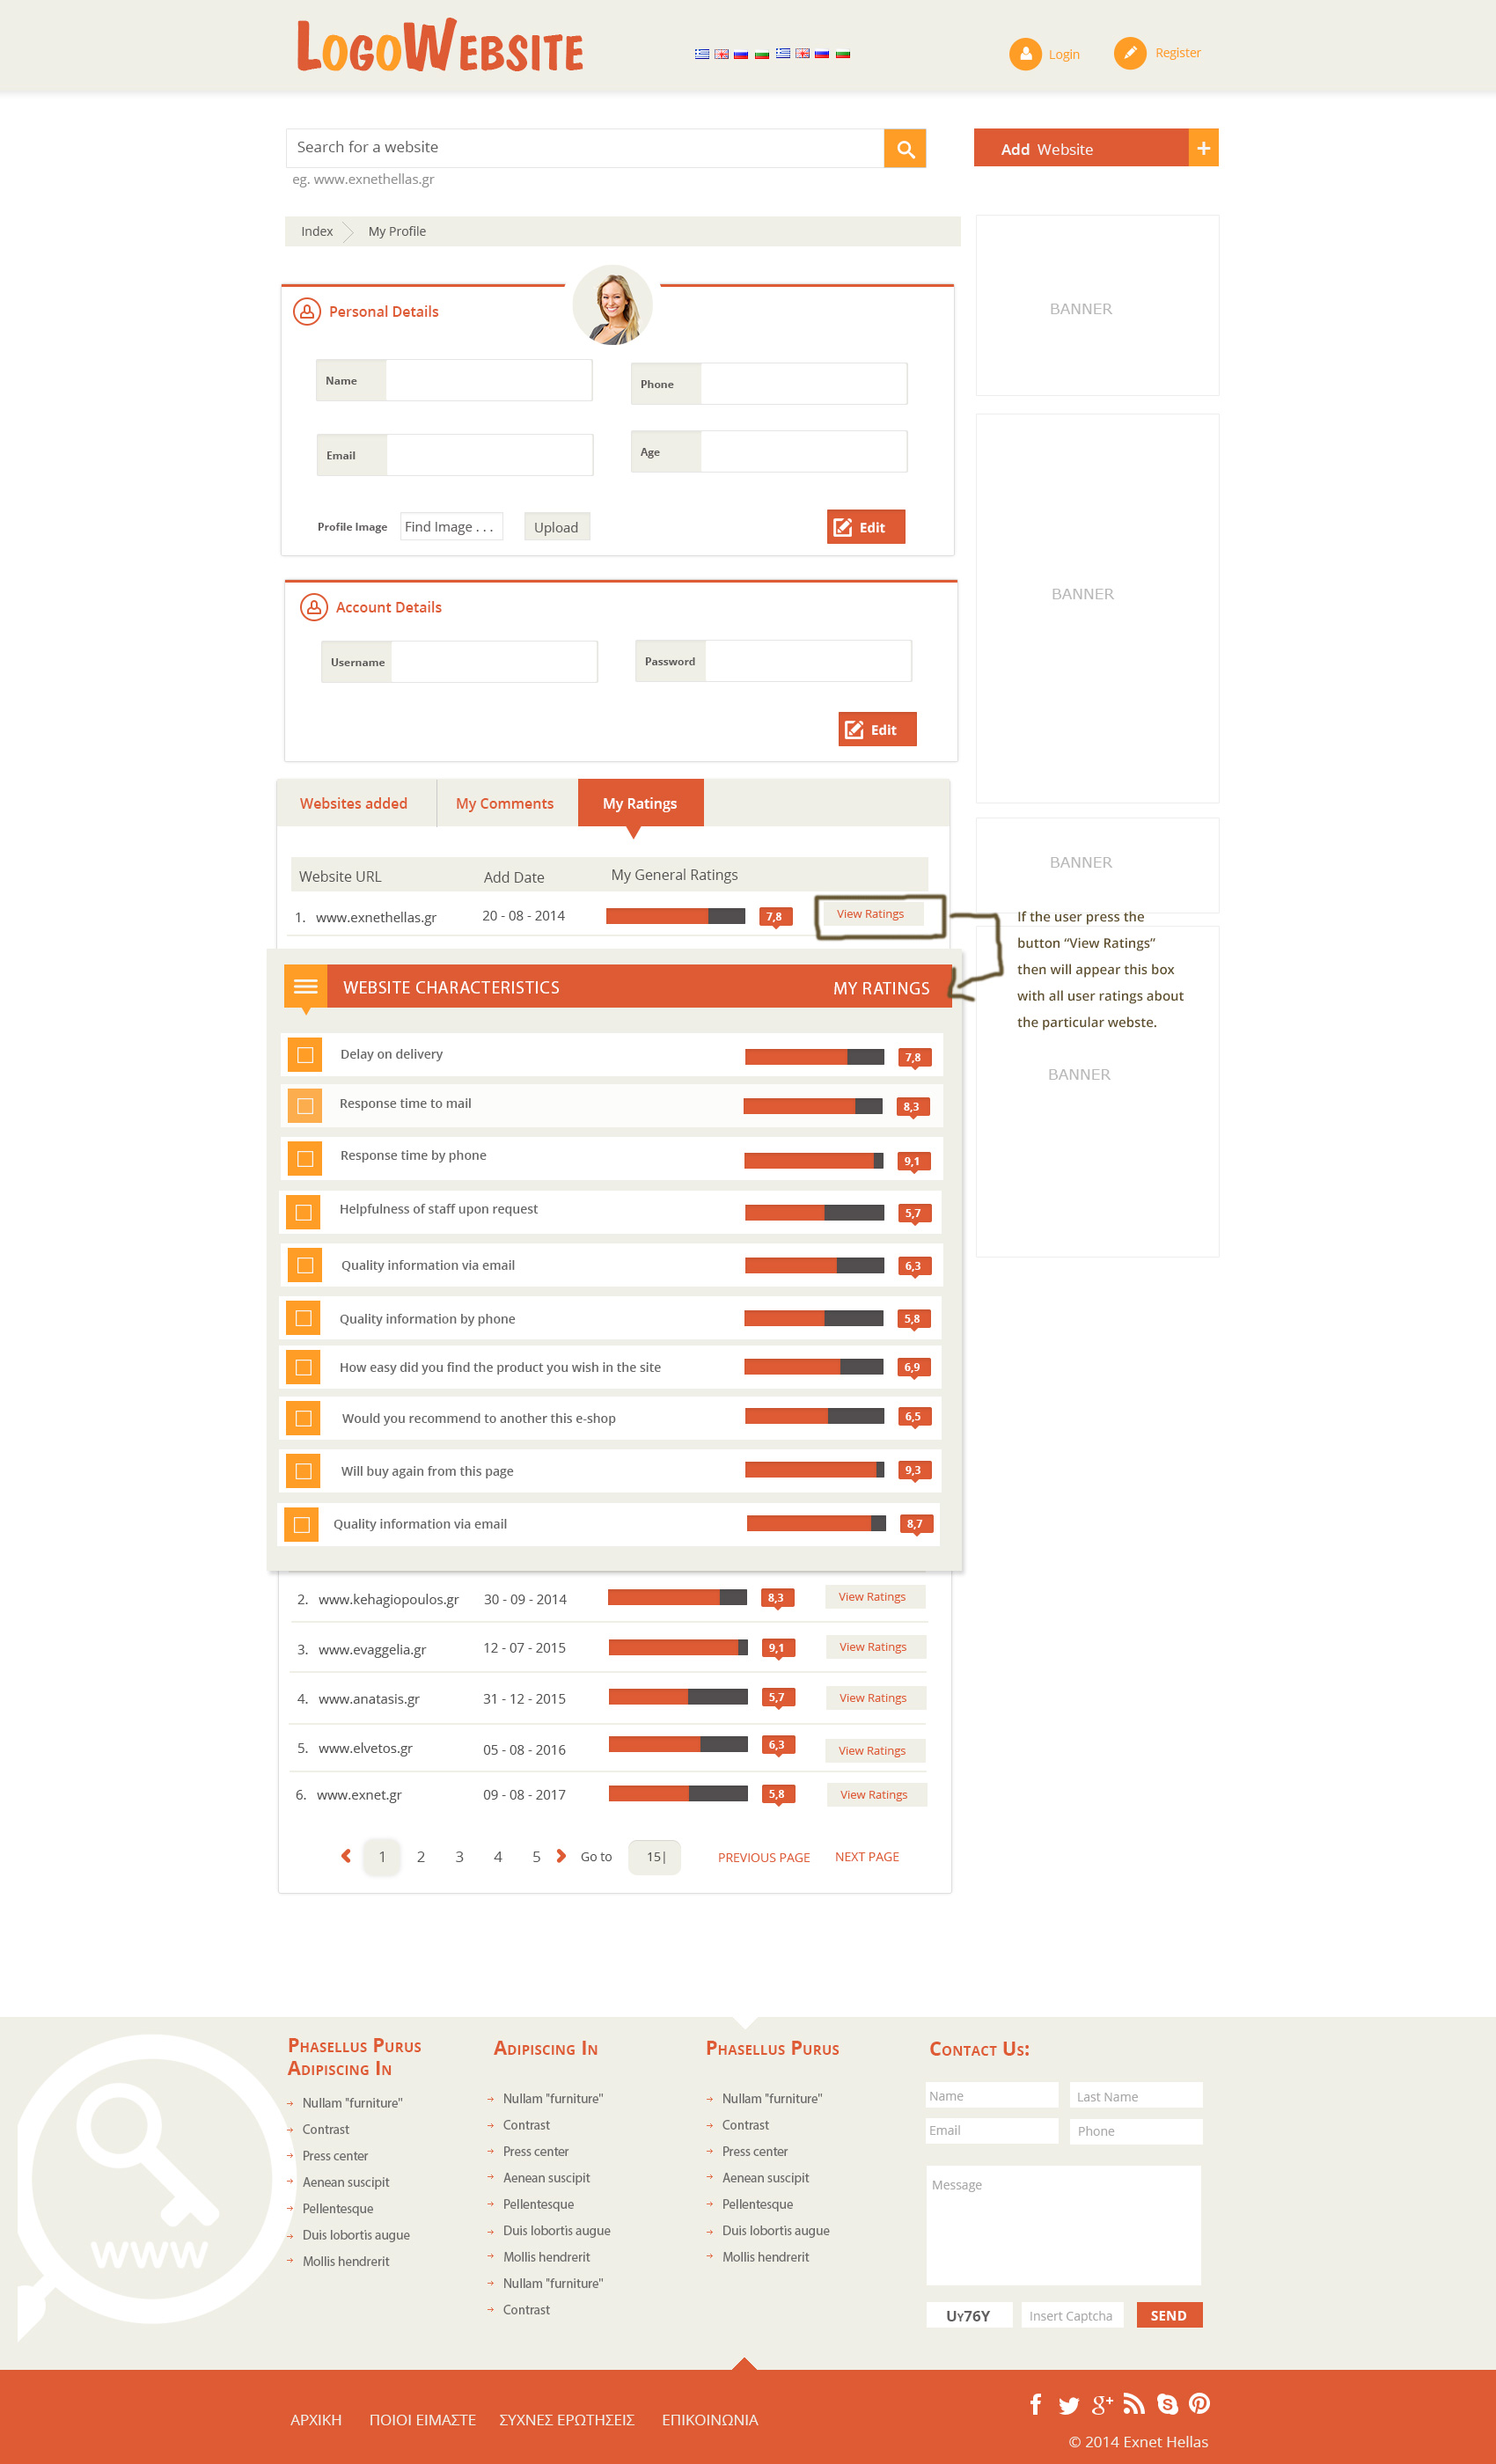 LogoWebsite
Login
Register
Search for a website
Add Website
eg. www.exnethellas.gr
Index
My Profile
BANNER
Personal Details
Name
Phone
Email
Age
Profile Image
Find Image . . .
Upload
Edit
BANNER
Account Details
Username
Password
Edit
Websites added
My Comments
My Ratings
BANNER
Website URL
Add Date
My General Ratings
1. www.exnethellas.gr 20 - 08 - 2014 7,8 View Ratings
If the user press the
button “View Ratings”
then will appear this box
with all user ratings about
the particular webste.
BANNER
WEBSITE CHARACTERISTICS
MY RATINGS
Delay on delivery 7,8
Response time to mail 8,3
Response time by phone 9,1
Helpfulness of staff upon request 5,7
Quality information via email 6,3
Quality information by phone 5,8
How easy did you find the product you wish in the site 6,9
Would you recommend to another this e-shop 6,5
Will buy again from this page 9,3
Quality information via email 8,7
2. www.kehagiopoulos.gr 30 - 09 - 2014 8,3 View Ratings
3. www.evaggelia.gr 12 - 07 - 2015 9,1 View Ratings
4. www.anatasis.gr 31 - 12 - 2015 5,7 View Ratings
5. www.elvetos.gr 05 - 08 - 2016 6,3 View Ratings
6. www.exnet.gr 09 - 08 - 2017 5,8 View Ratings
1 2 3 4 5 Go to 15| PREVIOUS PAGE NEXT PAGE
Phasellus Purus
Adipiscing In
Nullam "furniture"
Contrast
Press center
Aenean suscipit
Pellentesque
Duis lobortis augue
Mollis hendrerit
www
Adipiscing In
Nullam "furniture"
Contrast
Press center
Aenean suscipit
Pellentesque
Duis lobortis augue
Mollis hendrerit
Nullam "furniture"
Contrast
Phasellus Purus
Nullam "furniture"
Contrast
Press center
Aenean suscipit
Pellentesque
Duis lobortis augue
Mollis hendrerit
Contact Us:
Name
Last Name
Email
Phone
Message
Uy76Y
Insert Captcha
SEND
ΑΡΧΙΚΗ ΠΟΙΟΙ ΕΙΜΑΣΤΕ ΣΥΧΝΕΣ ΕΡΩΤΗΣΕΙΣ ΕΠΙΚΟΙΝΩΝΙΑ
© 2014 Exnet Hellas